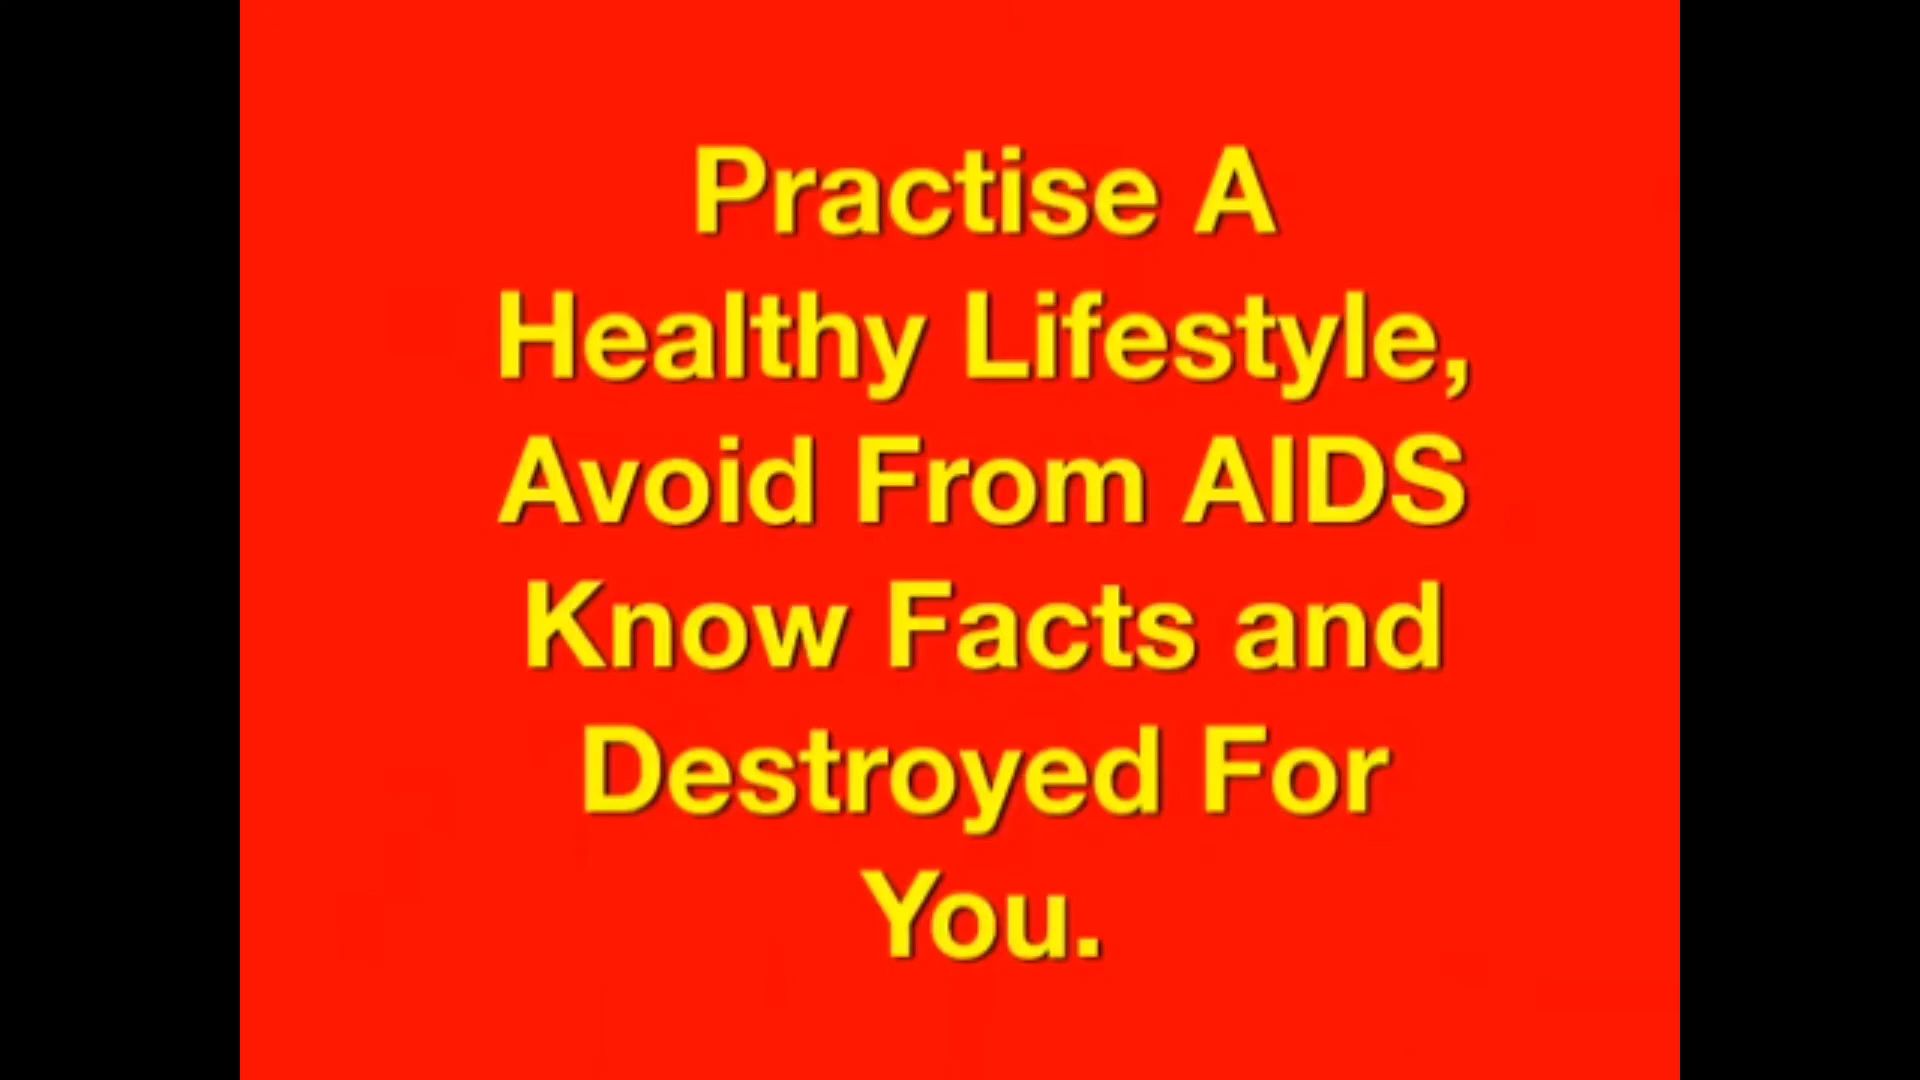 Practise A
Healthy Lifestyle,
Avoid From AIDS
Know Facts and
Destroyed For
You.